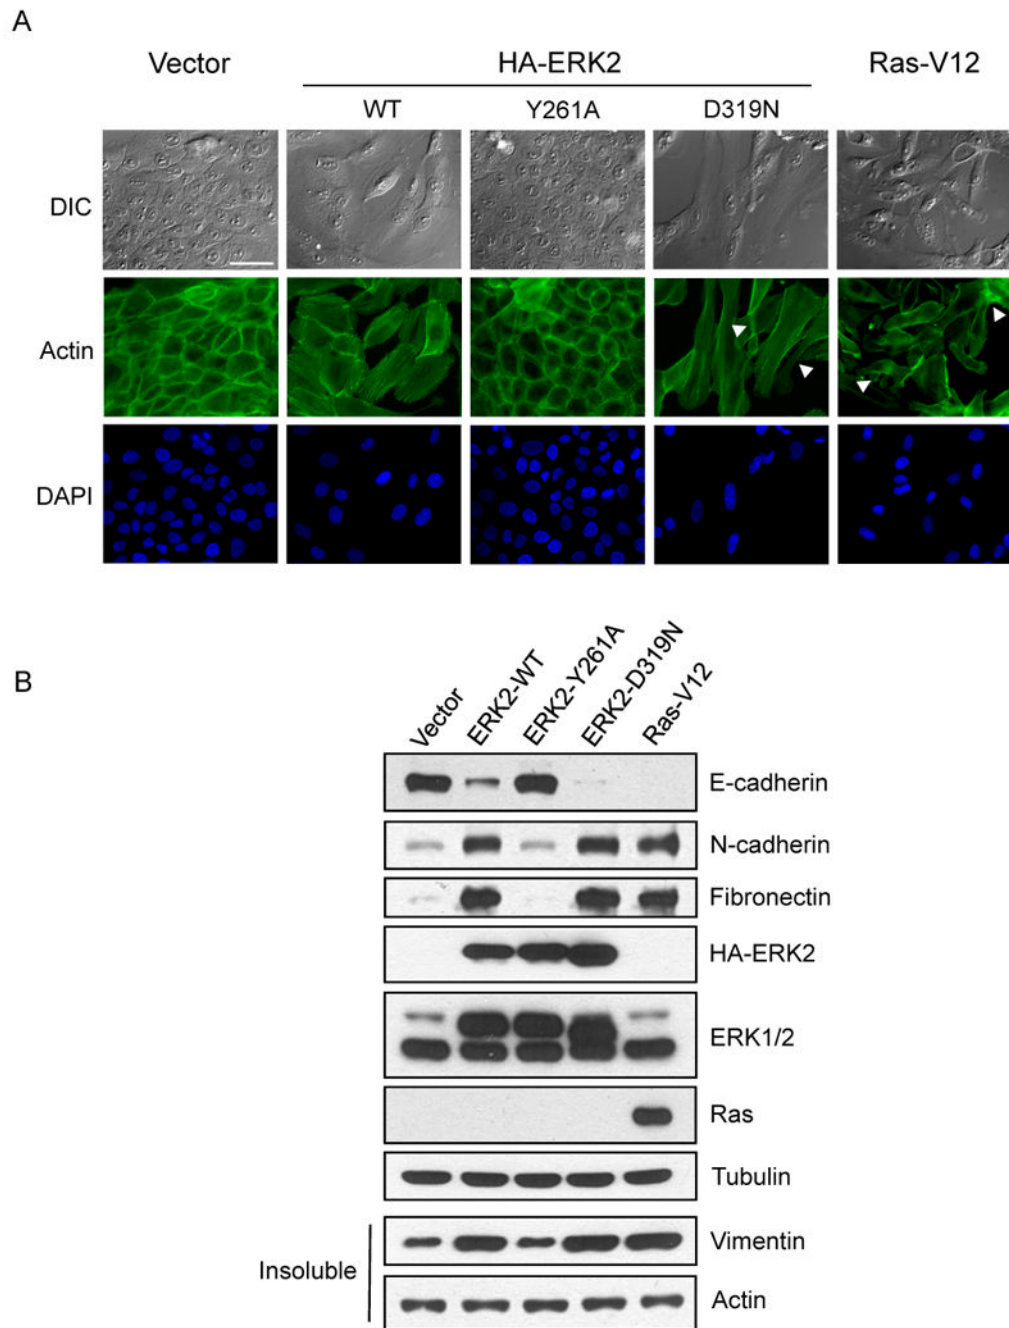 A
Vector
HA-ERK2
Ras-V12
WT
Y261A
D319N
DIC
Actin
DAPI
B
Vector
ERK2-WT
ERK2-Y261A
ERK2-D319N
Ras-V12
E-cadherin
N-cadherin
Fibronectin
HA-ERK2
ERK1/2
Ras
Tubulin
Insoluble
Vimentin
Actin